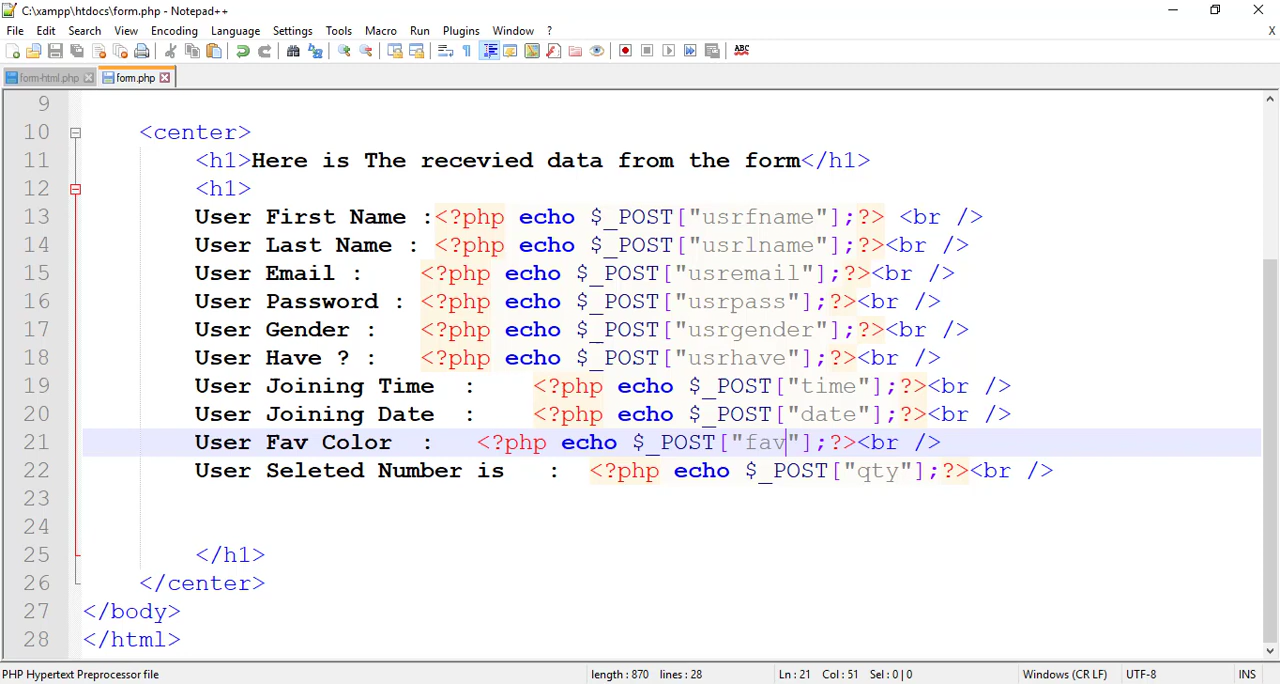 C:\xampp\htdocs\form.php - Notepad++
File Edit Search View Encoding Language Settings Tools Macro Run Plugins Window ? X
ABC
form-html.php form.php
9
10 <center>
11 <h1>Here is The recevied data from the form</h1>
12 <h1>
13 User First Name :<?php echo $_POST["usrfname"];?> <br />
14 User Last Name : <?php echo $_POST["usrlname"];?><br />
15 User Email : <?php echo $_POST["usremail"];?><br />
16 User Password : <?php echo $_POST["usrpass"];?><br />
17 User Gender : <?php echo $_POST["usrgender"];?><br />
18 User Have ? : <?php echo $_POST["usrhave"];?><br />
19 User Joining Time : <?php echo $_POST["time"];?><br />
20 User Joining Date : <?php echo $_POST["date"];?><br />
21 User Fav Color : <?php echo $_POST["fav"];?><br />
22 User Seleted Number is : <?php echo $_POST["qty"];?><br />
23
24
25 </h1>
26 </center>
27 </body>
28 </html>
PHP Hypertext Preprocessor file length : 870 lines : 28 Ln : 21 Col : 51 Sel : 0 | 0 Windows (CR LF) UTF-8 INS